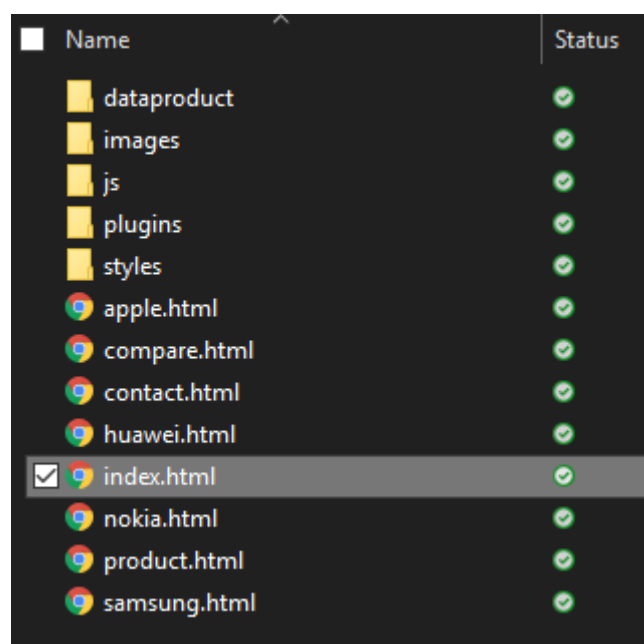 Name Status
dataproduct
images
js
plugins
styles
apple.html
compare.html
contact.html
huawei.html
index.html
nokia.html
product.html
samsung.html